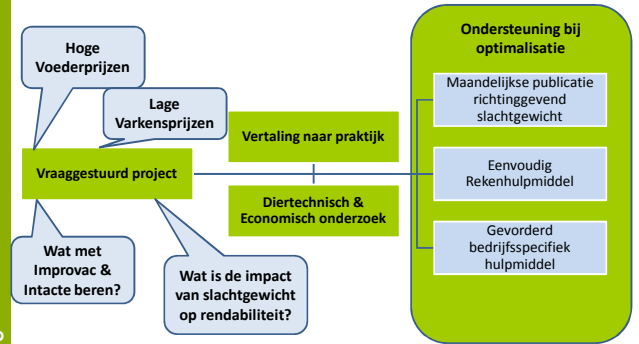 Hoge
Voederprijzen
Lage
Varkensprijzen
Vraaggestuurd project
Wat met
Improvac &
Intacte beren?
Wat is de impact
van slachtgewicht
op rendabiliteit?
Vertaling naar praktijk
Diertechnisch &
Economisch onderzoek
Ondersteuning bij
optimalisatie
Maandelijkse publicatie
richtinggevend
slachtgewicht
Eenvoudig
Rekenhulpmiddel
Gevorderd
bedrijfsspecifiek
hulpmiddel